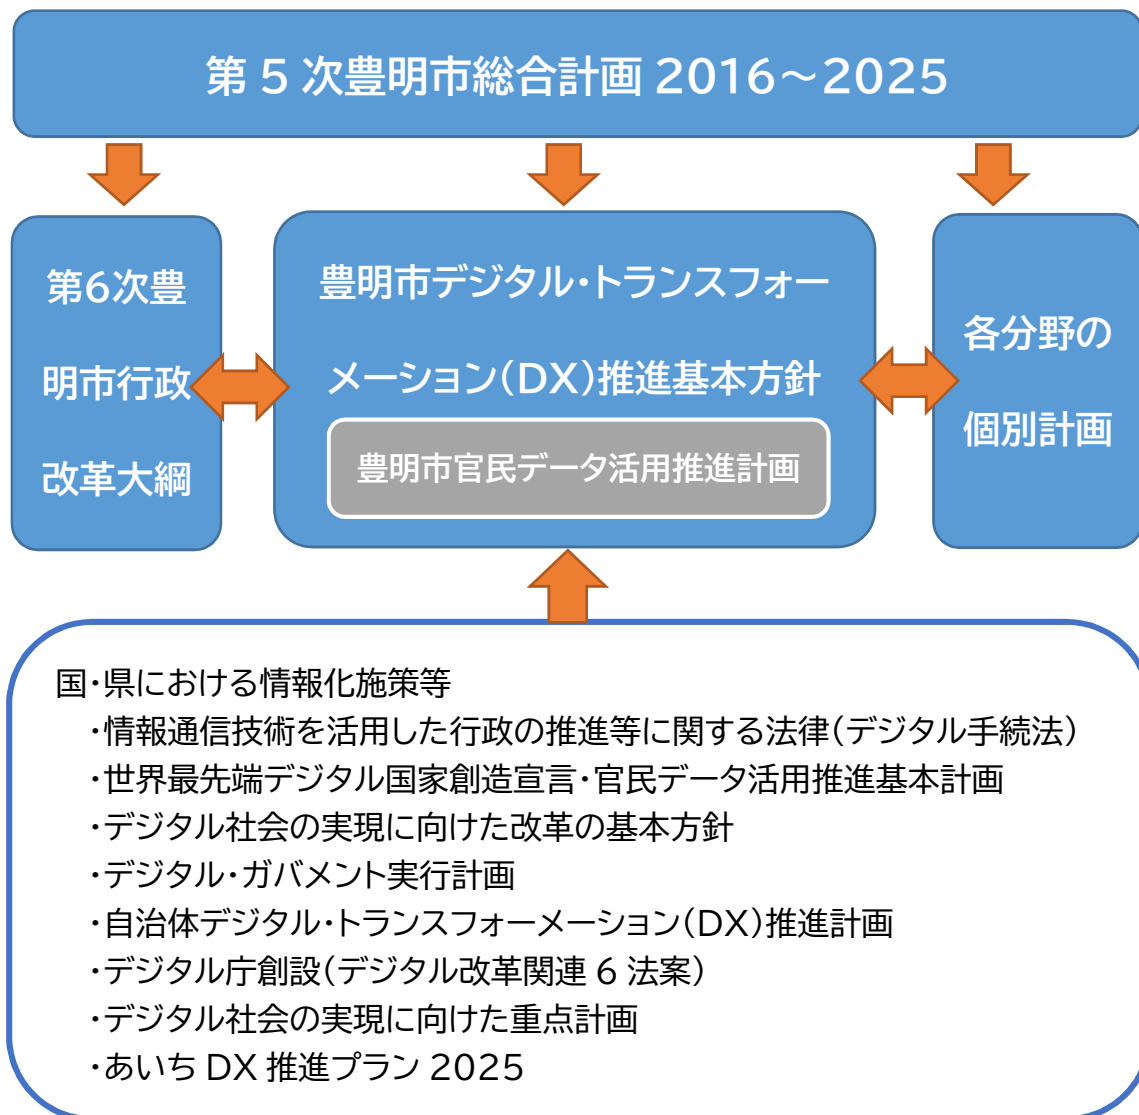 第 5 次豊明市総合計画 2016～2025
第6次豊
明市行政
改革大綱
豊明市デジタル・トランスフォー
メーション(DX)推進基本方針
豊明市官民データ活用推進計画
各分野の
個別計画
国・県における情報化施策等
・情報通信技術を活用した行政の推進等に関する法律(デジタル手続法)
・世界最先端デジタル国家創造宣言・官民データ活用推進基本計画
・デジタル社会の実現に向けた改革の基本方針
・デジタル・ガバメント実行計画
・自治体デジタル・トランスフォーメーション(DX)推進計画
・デジタル庁創設(デジタル改革関連 6 法案)
・デジタル社会の実現に向けた重点計画
・あいち DX 推進プラン 2025